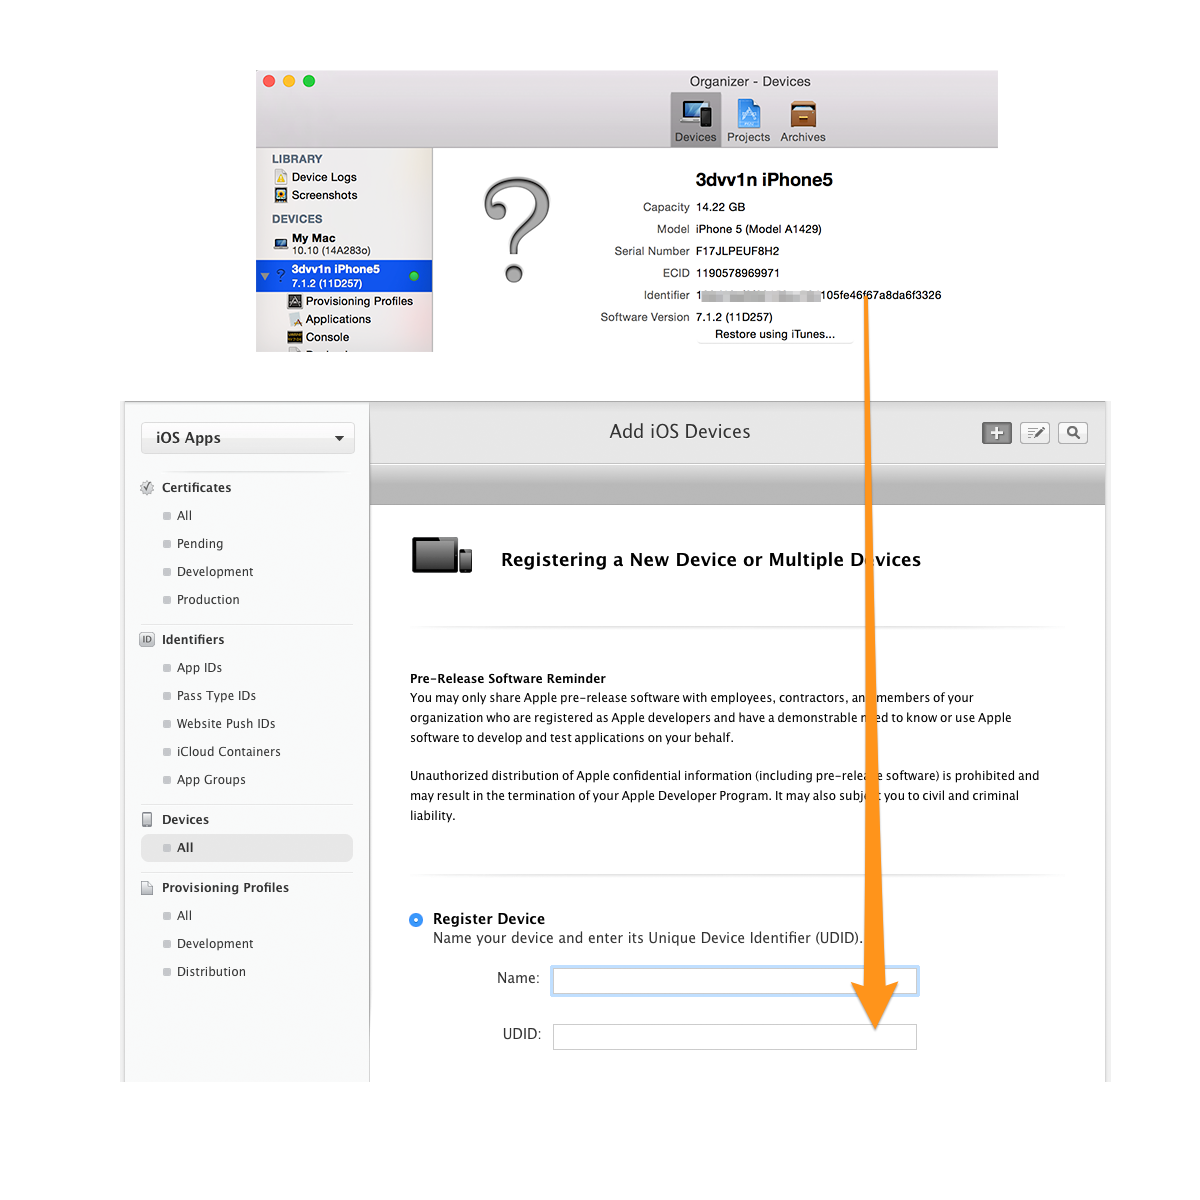 Organizer - Devices
Devices Projects Archives
LIBRARY
Device Logs
Screenshots
DEVICES
My Mac
10.10 (14A283o)
3dvv1n iPhone5
7.1.2 (11D257)
Provisioning Profiles
Applications
Console
3dvv1n iPhone5
Capacity 14.22 GB
Model iPhone 5 (Model A1429)
Serial Number F17JLPEUF8H2
ECID 1190578969971
Identifier 1 105fe46f67a8da6f3326
Software Version 7.1.2 (11D257)
Restore using iTunes...
iOS Apps
Certificates
All
Pending
Development
Production
ID Identifiers
App IDs
Pass Type IDs
Website Push IDs
iCloud Containers
App Groups
Devices
All
Provisioning Profiles
All
Development
Distribution
Add iOS Devices
Registering a New Device or Multiple Devices
Pre-Release Software Reminder
You may only share Apple pre-release software with employees, contractors, and members of your
organization who are registered as Apple developers and have a demonstrable need to know or use Apple
software to develop and test applications on your behalf.
Unauthorized distribution of Apple confidential information (including pre-release software) is prohibited and
may result in the termination of your Apple Developer Program. It may also subject you to civil and criminal
liability.
Register Device
Name your device and enter its Unique Device Identifier (UDID).
Name:
UDID: